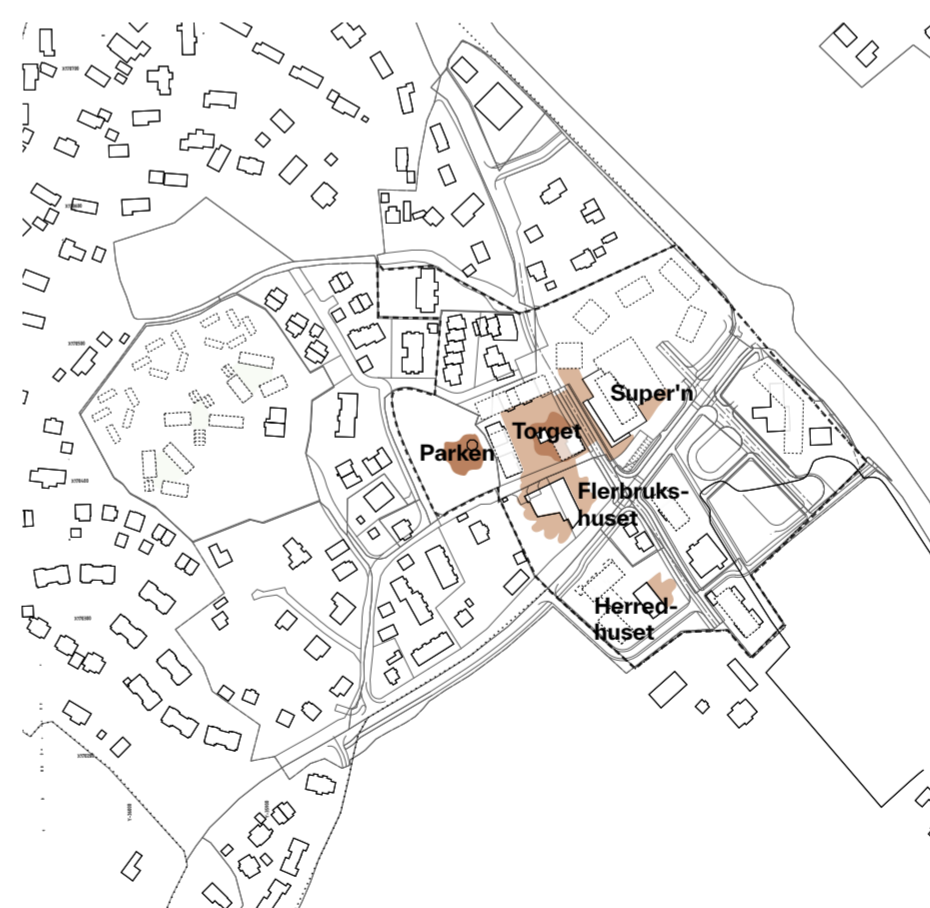 Super'n
Torget
Parken
Flerbruks-
huset
Herred-
huset